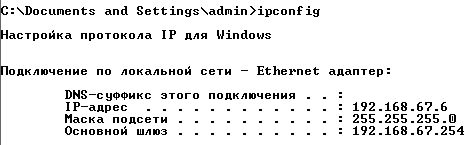 C:\Documents and Settings\admin>ipconfig
Настройка протокола IP для Windows
Подключение по локальной сети - Ethernet адаптер:
DNS-суффикс этого подключения . . :
IP-адрес . . . . . . . . . . . . : 192.168.67.6
Маска подсети . . . . . . . . . . : 255.255.255.0
Основной шлюз . . . . . . . . . . : 192.168.67.254